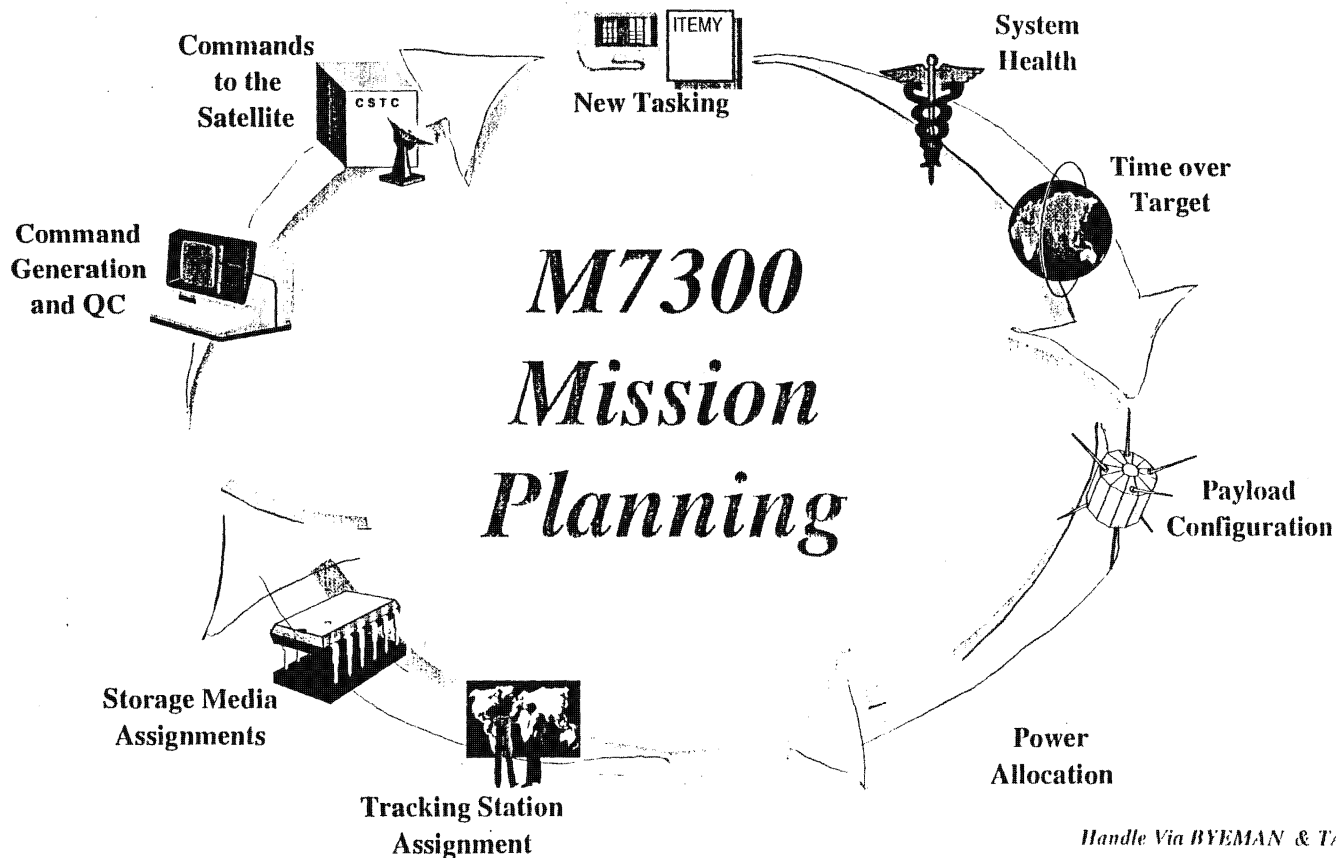 Commands
to the
Satellite
CSTC
ITEMY
New Tasking
System
Health
Time over
Target
Command
Generation
and QC
M7300
Mission
Planning
Payload
Configuration
Storage Media
Assignments
Power
Allocation
Tracking Station
Assignment
Handle Via BYEMAN & TA